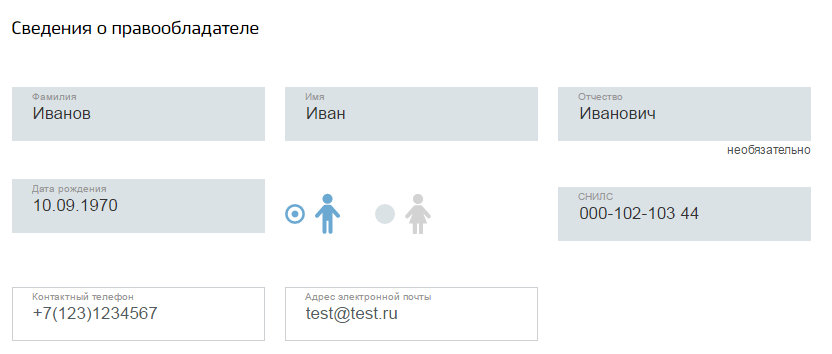 Сведения о правообладателе
Фамилия
Иванов
Имя
Иван
Отчество
Иванович
необязательно
Дата рождения
10.09.1970
СНИЛС
000-102-103 44
Контактный телефон
+7(123)1234567
Адрес электронной почты
test@test.ru